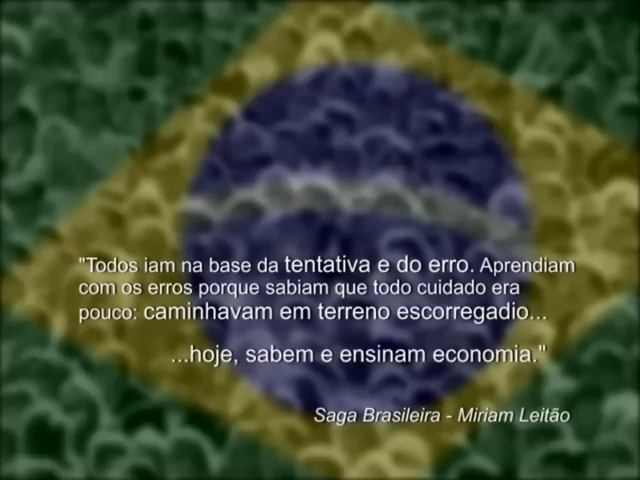 "Todos iam na base da tentativa e do erro. Aprendiam
com os erros porque sabiam que todo cuidado era
pouco: caminhavam em terreno escorregadio...
...hoje, sabem e ensinam economia."
Saga Brasileira - Miriam Leitão